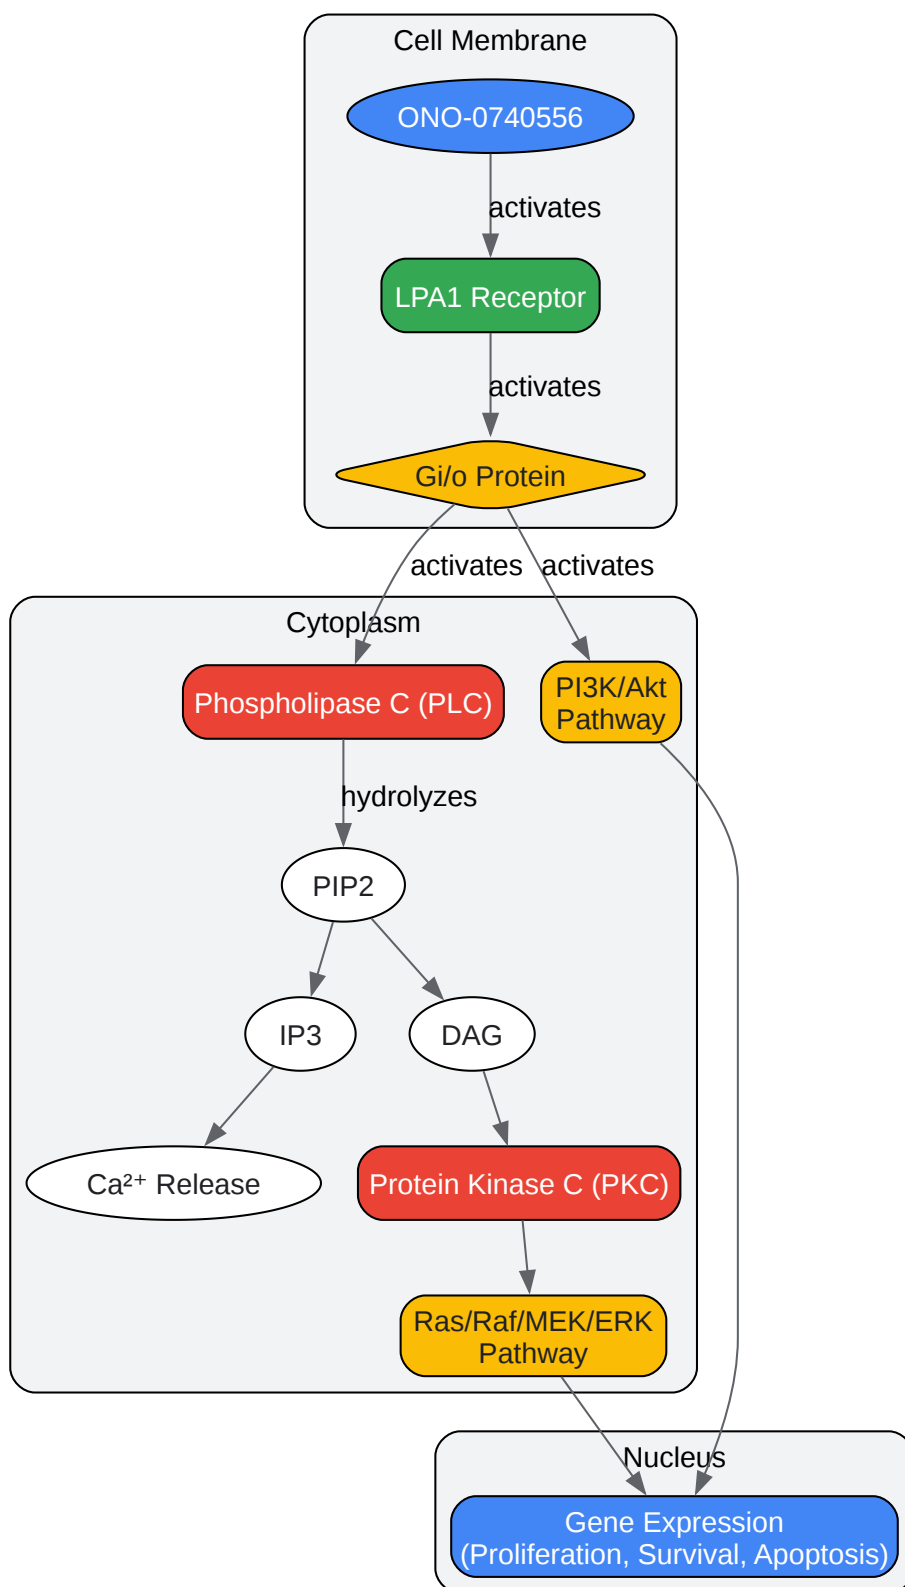 Cell Membrane
ONO-0740556
activates
LPA1 Receptor
activates
Gi/o Protein
activates
activates
Cytoplasm
Phospholipase C (PLC)
PI3K/Akt
Pathway
hydrolyzes
PIP2
IP3
DAG
Ca²⁺ Release
Protein Kinase C (PKC)
Ras/Raf/MEK/ERK
Pathway
Nucleus
Gene Expression
(Proliferation, Survival, Apoptosis)